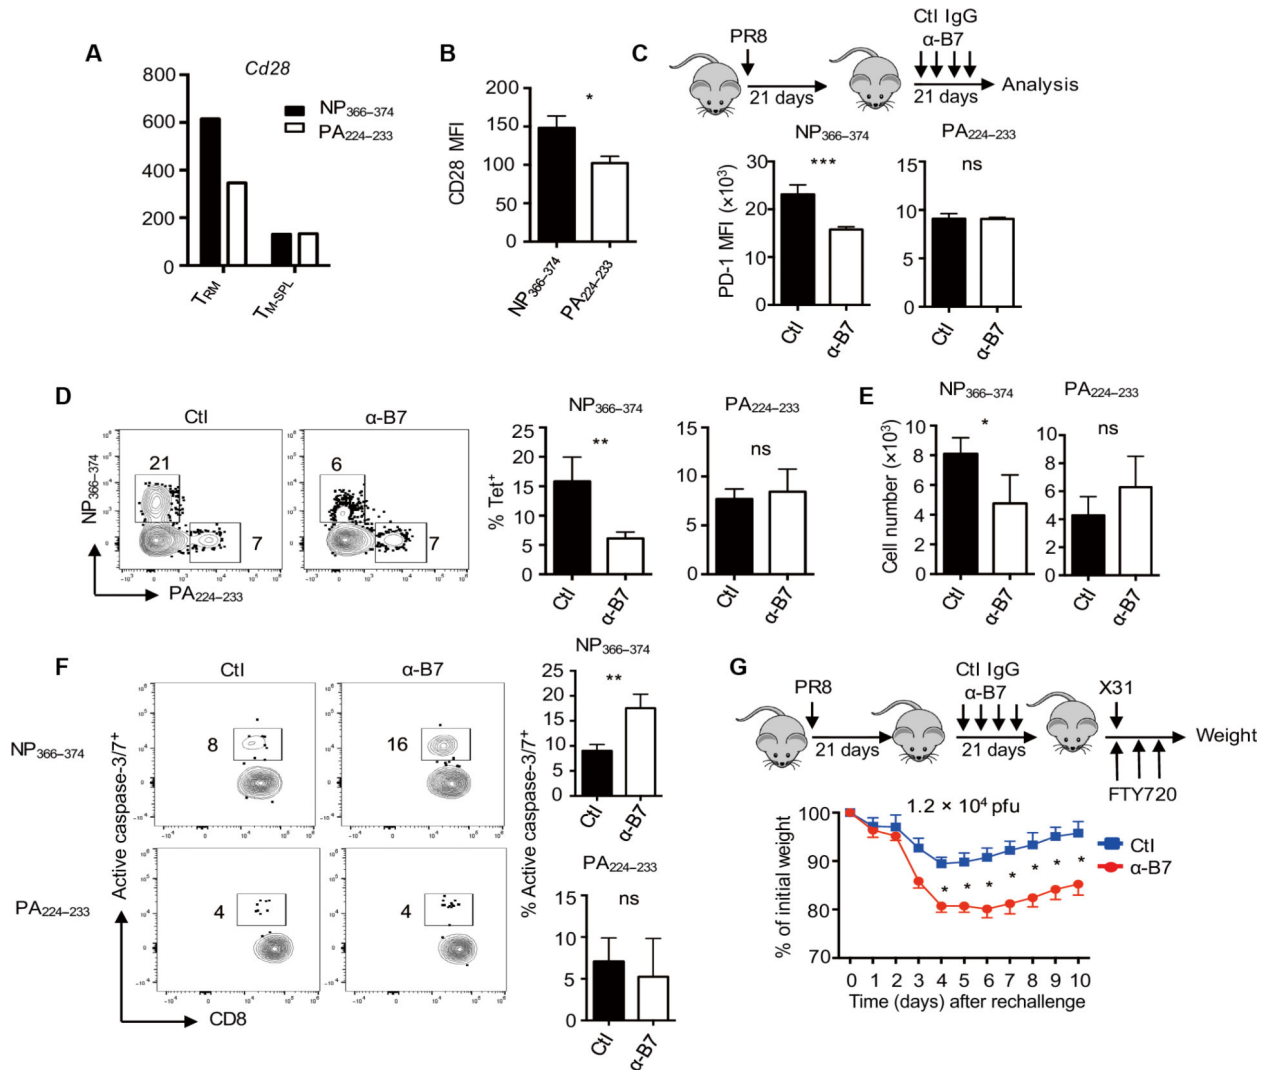 A
Cd28
800
600
400
200
0
NP366–374
PA224–233
TRM
TM-SPL
B
*
CD28 MFI
200
150
100
50
0
NP366–374
PA224–233
C
PR8
21 days
Ctl IgG
α-B7
21 days
Analysis
NP366–374
PA224–233
PD-1 MFI (×10³)
30
20
10
0
***
Ctl
α-B7
15
10
5
0
ns
Ctl
α-B7
D
Ctl
α-B7
NP366–374
21
7
6
7
PA224–233
NP366–374
% Tet+
25
20
15
10
5
0
**
Ctl
α-B7
PA224–233
15
10
5
0
ns
Ctl
α-B7
E
NP366–374
Cell number (×10³)
10
8
6
4
2
0
*
Ctl
α-B7
PA224–233
10
8
6
4
2
0
ns
Ctl
α-B7
F
Ctl
α-B7
NP366–374
8
16
PA224–233
4
4
Active caspase-3/7+
CD8
% Active caspase-3/7+
NP366–374
25
20
15
10
5
0
**
Ctl
α-B7
PA224–233
15
10
5
0
ns
Ctl
α-B7
G
PR8
21 days
Ctl IgG
α-B7
21 days
X31
Weight
FTY720
1.2 × 10⁴ pfu
% of initial weight
100
90
80
70
Ctl
α-B7
* * * * * * *
0 1 2 3 4 5 6 7 8 9 10
Time (days) after rechallenge